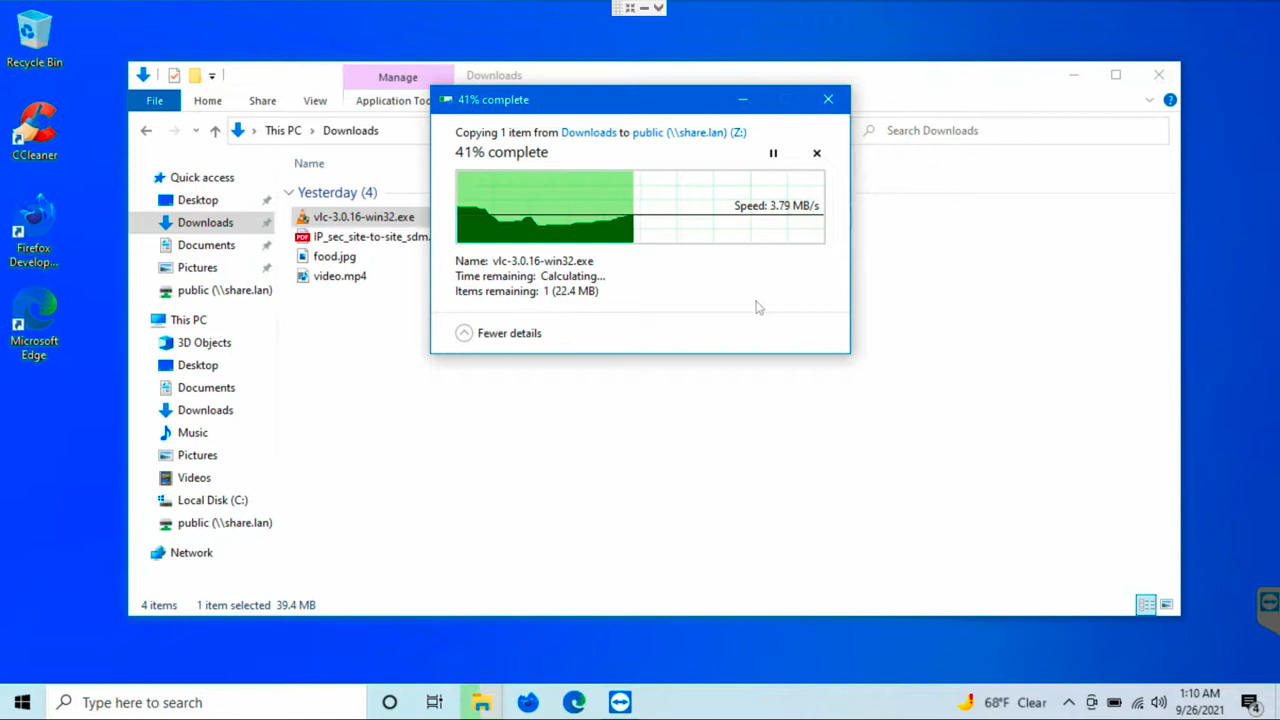 Recycle Bin
CCleaner
Firefox
Develop...
Microsoft
Edge
Manage
Downloads
File
Home
Share
View
Application Too
This PC
Downloads
Search Downloads
Quick access
Desktop
Downloads
Documents
Pictures
public (\\share.lan)
This PC
3D Objects
Desktop
Documents
Downloads
Music
Pictures
Videos
Local Disk (C:)
public (\\share.lan)
Network
Name
Yesterday (4)
vlc-3.0.16-win32.exe
PDF
IP_sec_site-to-site_sdm.
food.jpg
video.mp4
41% complete
Copying 1 item from Downloads to public (\\share.lan) (Z:)
41% complete
Speed: 3.79 MB/s
Name: vlc-3.0.16-win32.exe
Time remaining: Calculating...
Items remaining: 1 (22.4 MB)
Fewer details
4 items
1 item selected 39.4 MB
Type here to search
68°F Clear
1:10 AM
9/26/2021
4